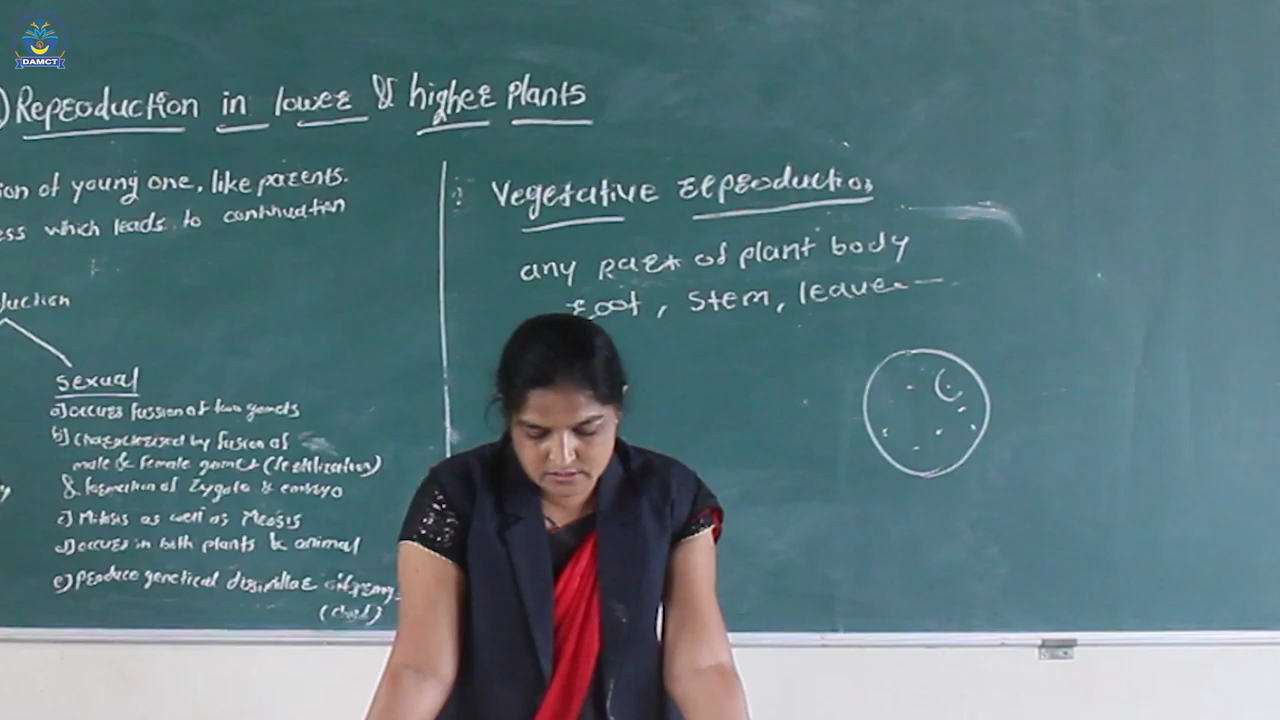 DAMCT
) Reproduction in lower & higher Plants
ion of young one, like parents.
ess which leads to continuation
duction
sexual
a) occurs fussion of two gamets
b) characterised by fusion of
male & Female gamet (fertilization)
& formation of Zygote & embryo
c) Mitosis as well as Meosis
d) occurs in both plants & animal
e) Produce genetical dissimilar
(child)
y
: Vegetative reproduction
any part of plant body
root, stem, leave